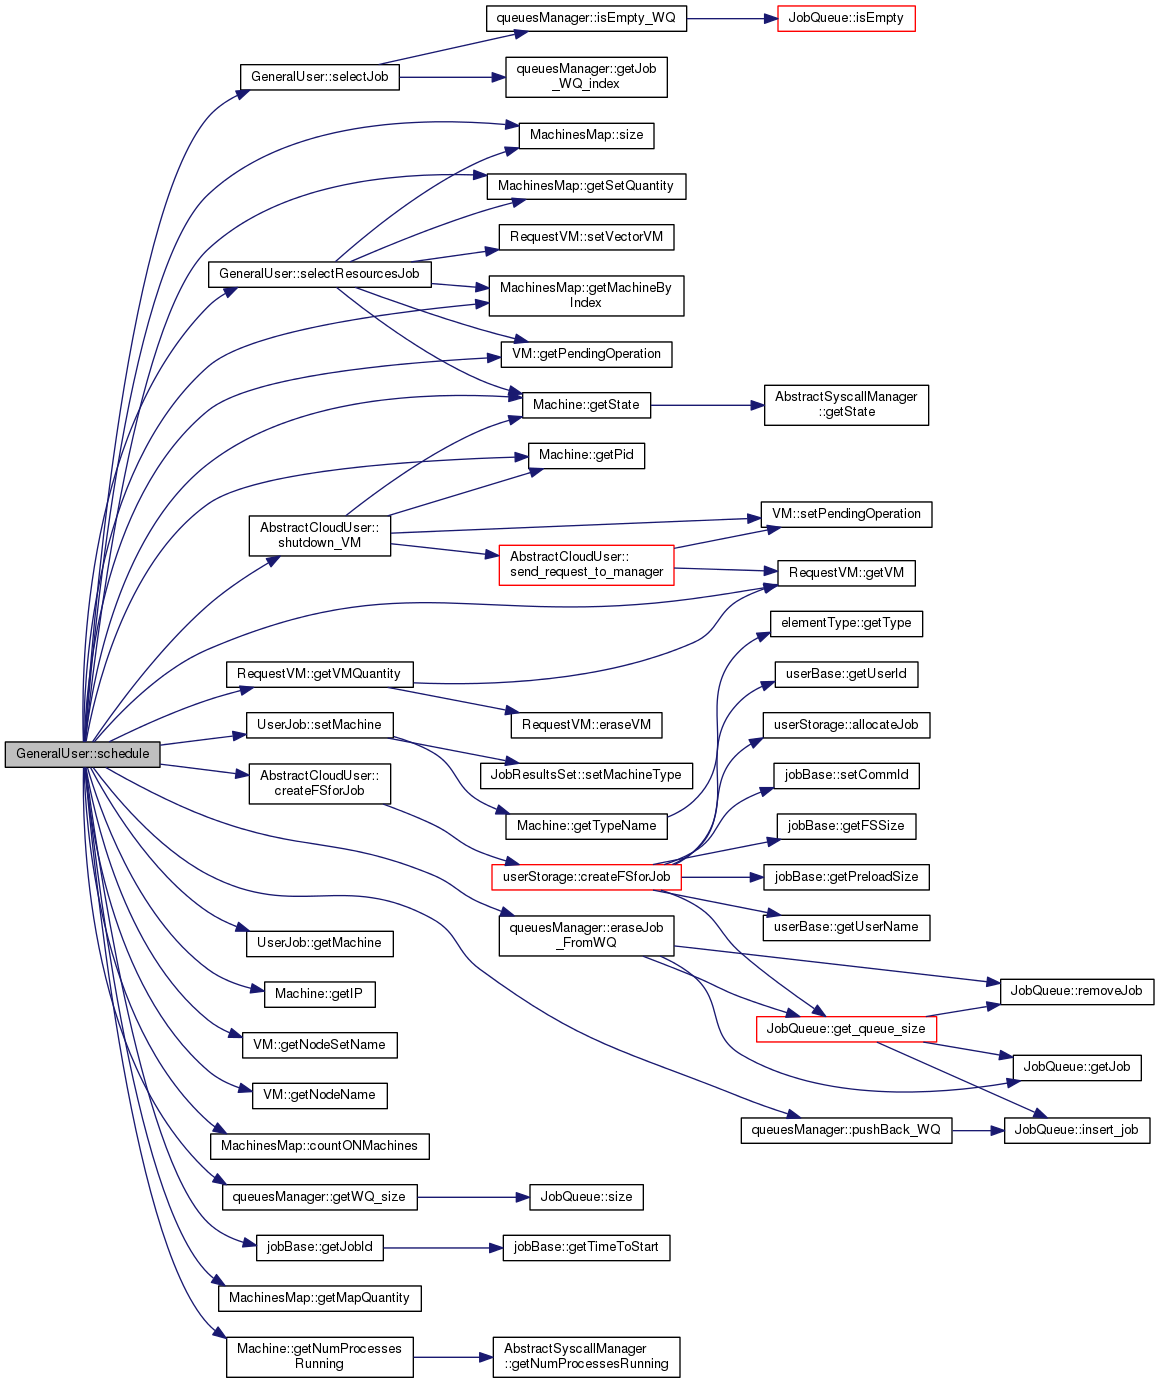 queuesManager::isEmpty_WQ
JobQueue::isEmpty
GeneralUser::selectJob
queuesManager::getJob
_WQ_index
MachinesMap::size
MachinesMap::getSetQuantity
RequestVM::setVectorVM
GeneralUser::selectResourcesJob
MachinesMap::getMachineBy
Index
VM::getPendingOperation
Machine::getState
AbstractSyscallManager
::getState
Machine::getPid
AbstractCloudUser::
shutdown_VM
VM::setPendingOperation
AbstractCloudUser::
send_request_to_manager
RequestVM::getVM
elementType::getType
RequestVM::getVMQuantity
userBase::getUserId
UserJob::setMachine
RequestVM::eraseVM
userStorage::allocateJob
GeneralUser::schedule
AbstractCloudUser::
createFSforJob
JobResultsSet::setMachineType
jobBase::setCommId
Machine::getTypeName
jobBase::getFSSize
userStorage::createFSforJob
jobBase::getPreloadSize
queuesManager::eraseJob
_FromWQ
userBase::getUserName
UserJob::getMachine
Machine::getIP
JobQueue::removeJob
VM::getNodeSetName
JobQueue::get_queue_size
JobQueue::getJob
VM::getNodeName
MachinesMap::countONMachines
queuesManager::pushBack_WQ
JobQueue::insert_job
queuesManager::getWQ_size
JobQueue::size
jobBase::getJobId
jobBase::getTimeToStart
MachinesMap::getMapQuantity
Machine::getNumProcesses
Running
AbstractSyscallManager
::getNumProcessesRunning